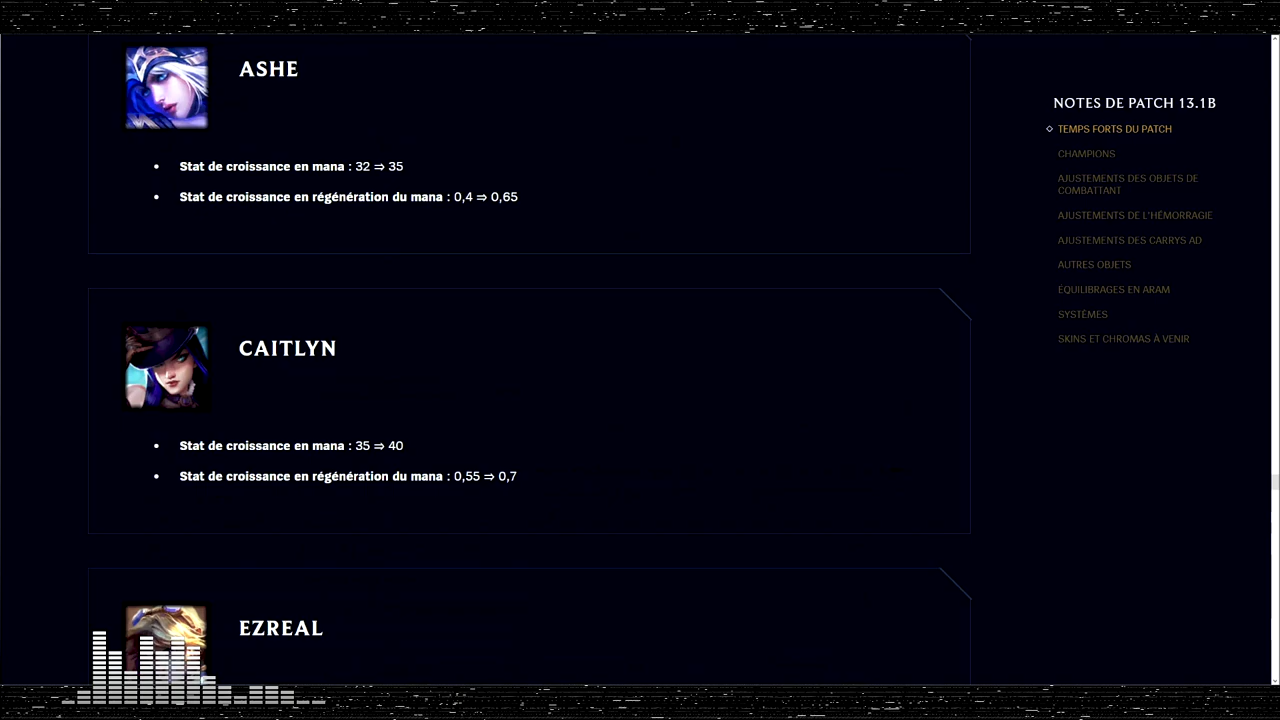 ASHE
• Stat de croissance en mana : 32 ⇒ 35
• Stat de croissance en régénération du mana : 0,4 ⇒ 0,65
CAITLYN
• Stat de croissance en mana : 35 ⇒ 40
• Stat de croissance en régénération du mana : 0,55 ⇒ 0,7
EZREAL
NOTES DE PATCH 13.1B
TEMPS FORTS DU PATCH
CHAMPIONS
AJUSTEMENTS DES OBJETS DE
COMBATTANT
AJUSTEMENTS DE L'HÉMORRAGIE
AJUSTEMENTS DES CARRYS AD
AUTRES OBJETS
ÉQUILIBRAGES EN ARAM
SYSTÈMES
SKINS ET CHROMAS À VENIR